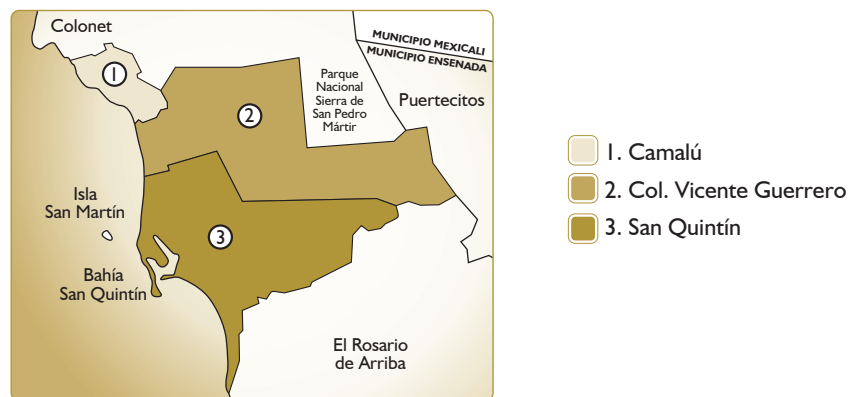 Colonet
MUNICIPIO MEXICALI
MUNICIPIO ENSENADA
1
2
Parque
Nacional
Sierra de
San Pedro
Mártir
Puertecitos
Isla
San Martín
3
Bahía
San Quintín
El Rosario
de Arriba
1. Camalú
2. Col. Vicente Guerrero
3. San Quintín